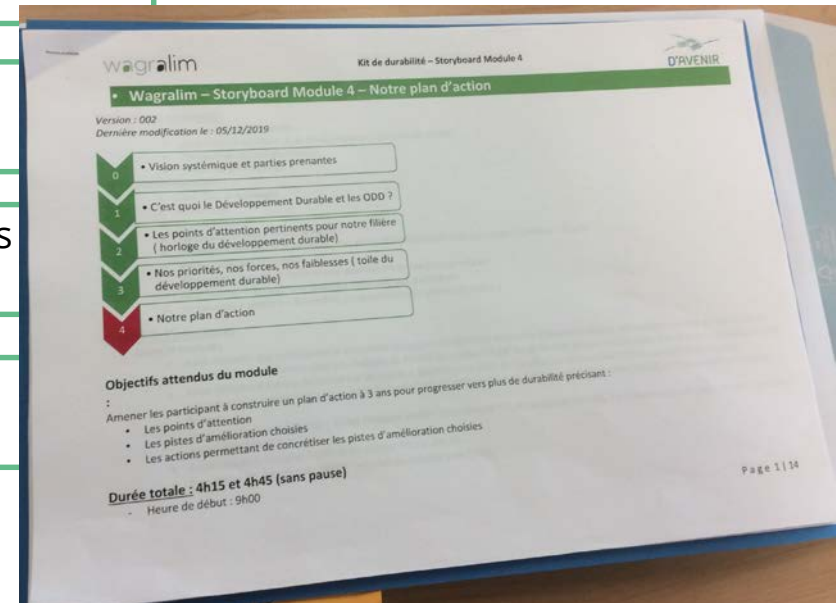 wagralim
Kit de durabilité – Storyboard Module 4
D'AVENIR
• Wagralim – Storyboard Module 4 – Notre plan d'action
Version : 002
Dernière modification le : 05/12/2019
0
• Vision systémique et parties prenantes
1
• C'est quoi le Développement Durable et les ODD ?
2
• Les points d'attention pertinents pour notre filière
( horloge du développement durable)
3
• Nos priorités, nos forces, nos faiblesses ( toile du
développement durable)
4
• Notre plan d'action
s
Objectifs attendus du module
:
Amener les participant à construire un plan d'action à 3 ans pour progresser vers plus de durabilité précisant :
• Les points d'attention
• Les pistes d'amélioration choisies
• Les actions permettant de concrétiser les pistes d'amélioration choisies
Durée totale : 4h15 et 4h45 (sans pause)
- Heure de début : 9h00
Page 1|14